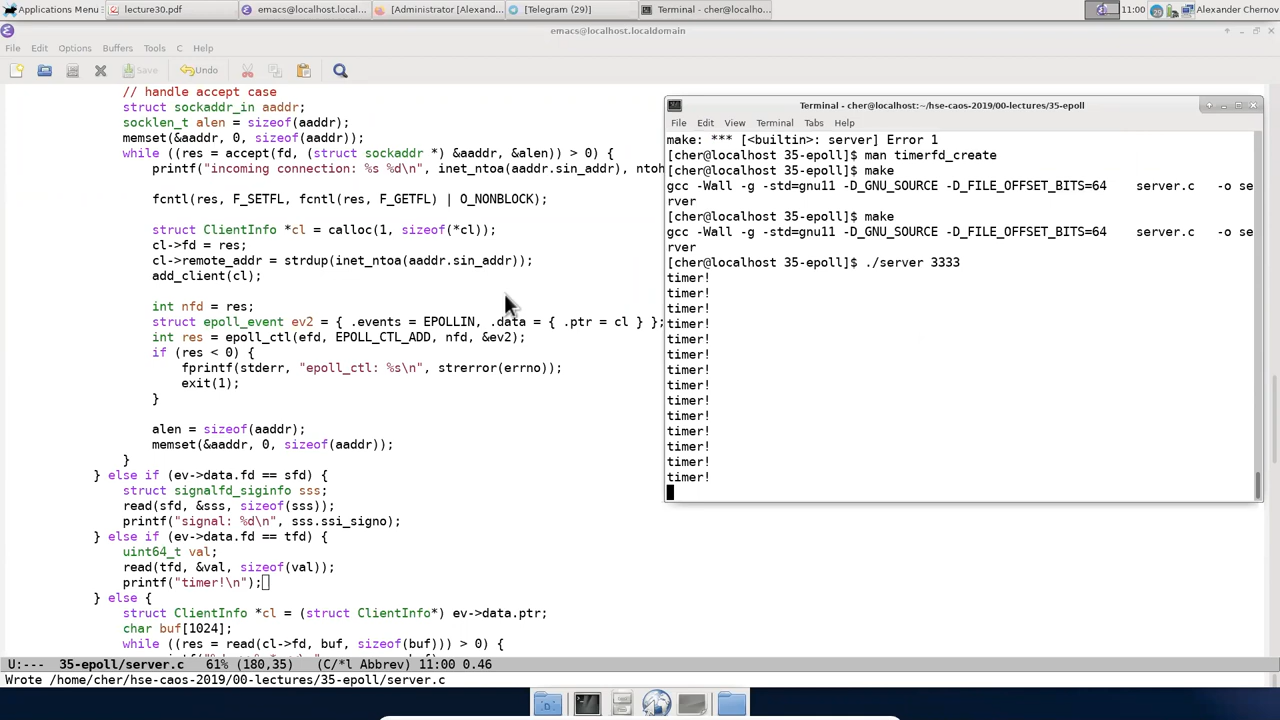 Applications Menu
lecture30.pdf
emacs@localhost.local...
[Administrator [Alexand...
[Telegram (29)]
Terminal - cher@localho...
11:00
Alexander Chernov
emacs@localhost.localdomain
File Edit Options Buffers Tools C Help
Save
Undo
// handle accept case
struct sockaddr_in aaddr;
socklen_t alen = sizeof(aaddr);
memset(&aaddr, 0, sizeof(aaddr));
while ((res = accept(fd, (struct sockaddr *) &aaddr, &alen)) > 0) {
printf("incoming connection: %s %d\n", inet_ntoa(aaddr.sin_addr), ntoh
fcntl(res, F_SETFL, fcntl(res, F_GETFL) | O_NONBLOCK);
struct ClientInfo *cl = calloc(1, sizeof(*cl));
cl->fd = res;
cl->remote_addr = strdup(inet_ntoa(aaddr.sin_addr));
add_client(cl);
int nfd = res;
struct epoll_event ev2 = { .events = EPOLLIN, .data = { .ptr = cl } };
int res = epoll_ctl(efd, EPOLL_CTL_ADD, nfd, &ev2);
if (res < 0) {
fprintf(stderr, "epoll_ctl: %s\n", strerror(errno));
exit(1);
}
alen = sizeof(aaddr);
memset(&aaddr, 0, sizeof(aaddr));
}
} else if (ev->data.fd == sfd) {
struct signalfd_siginfo sss;
read(sfd, &sss, sizeof(sss));
printf("signal: %d\n", sss.ssi_signo);
} else if (ev->data.fd == tfd) {
uint64_t val;
read(tfd, &val, sizeof(val));
printf("timer!\n");
} else {
struct ClientInfo *cl = (struct ClientInfo*) ev->data.ptr;
char buf[1024];
while ((res = read(cl->fd, buf, sizeof(buf))) > 0) {
U:--- 35-epoll/server.c 61% (180,35) (C/*l Abbrev) 11:00 0.46
Wrote /home/cher/hse-caos-2019/00-lectures/35-epoll/server.c
Terminal - cher@localhost:~/hse-caos-2019/00-lectures/35-epoll
File Edit View Terminal Tabs Help
make: *** [<builtin>: server] Error 1
[cher@localhost 35-epoll]$ man timerfd_create
[cher@localhost 35-epoll]$ make
gcc -Wall -g -std=gnu11 -D_GNU_SOURCE -D_FILE_OFFSET_BITS=64 server.c -o se
rver
[cher@localhost 35-epoll]$ make
gcc -Wall -g -std=gnu11 -D_GNU_SOURCE -D_FILE_OFFSET_BITS=64 server.c -o se
rver
[cher@localhost 35-epoll]$ ./server 3333
timer!
timer!
timer!
timer!
timer!
timer!
timer!
timer!
timer!
timer!
timer!
timer!
timer!
timer!